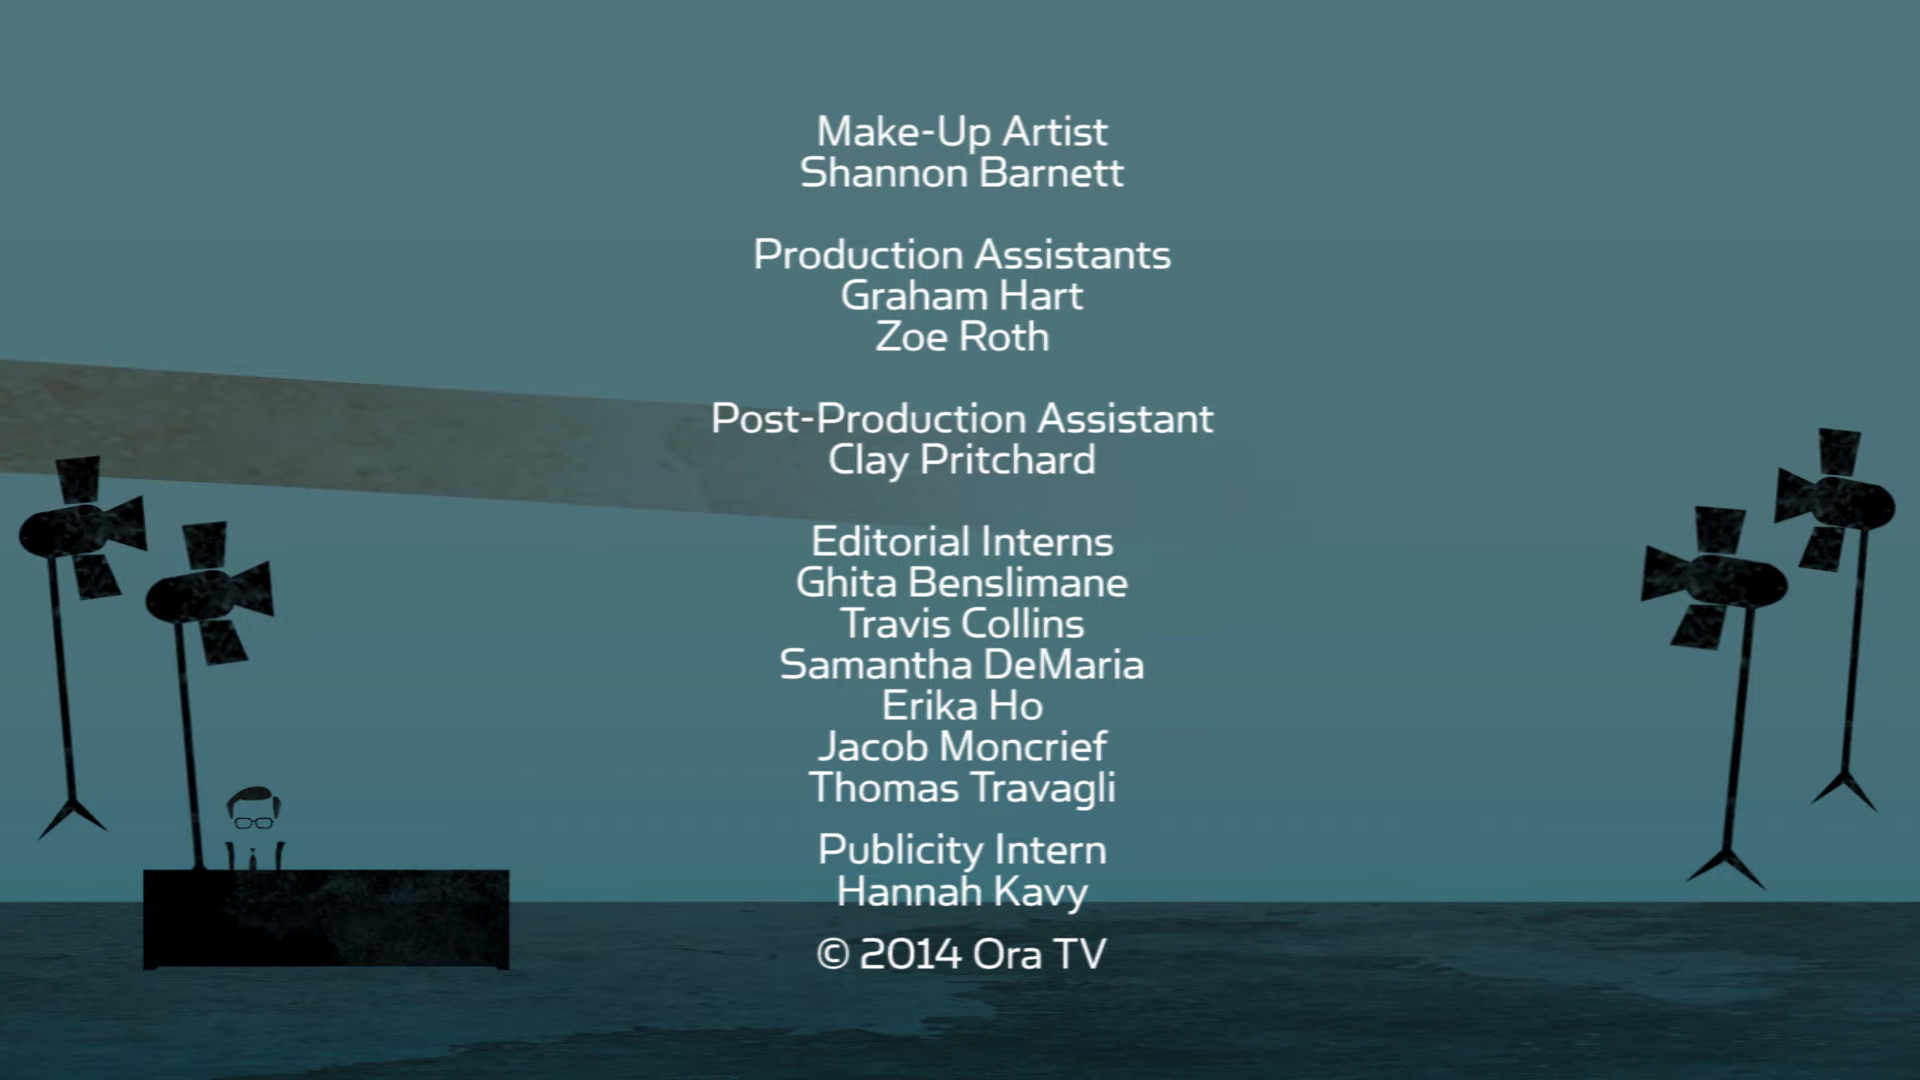 Make-Up Artist
Shannon Barnett
Production Assistants
Graham Hart
Zoe Roth
Post-Production Assistant
Clay Pritchard
Editorial Interns
Ghita Benslimane
Travis Collins
Samantha DeMaria
Erika Ho
Jacob Moncrief
Thomas Travagli
Publicity Intern
Hannah Kavy
© 2014 Ora TV